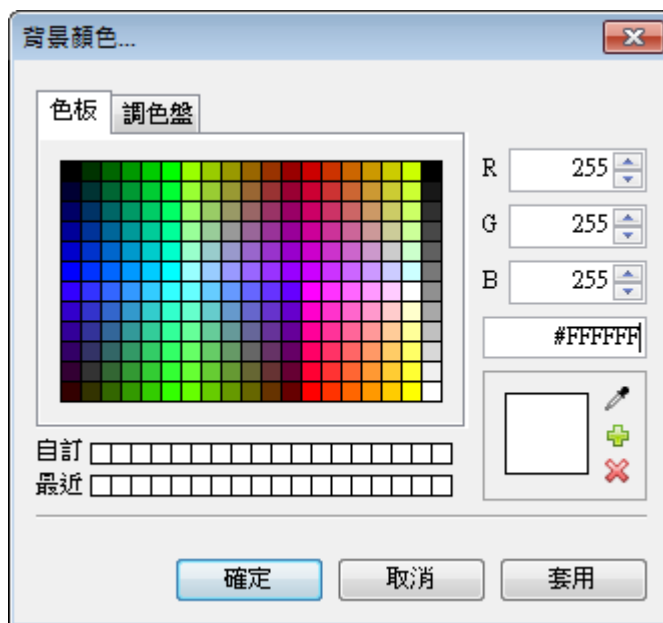 背景顏色...
色板
調色盤
R 255
G 255
B 255
#FFFFFF
自訂
最近
確定
取消
套用